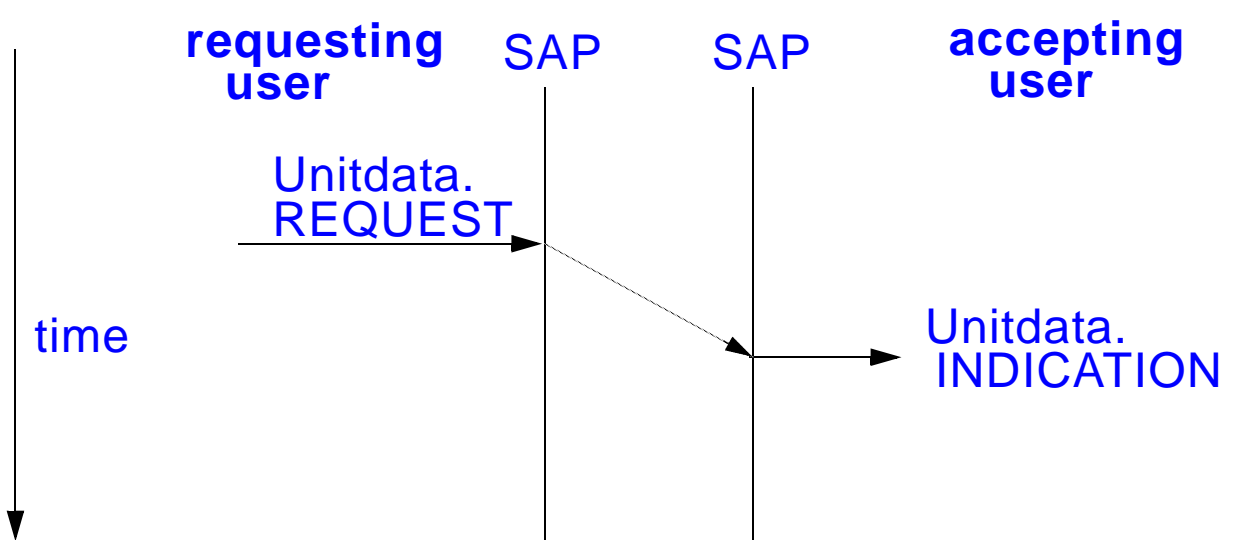 requesting
user
SAP
SAP
accepting
user
Unitdata.
REQUEST
time
Unitdata.
INDICATION